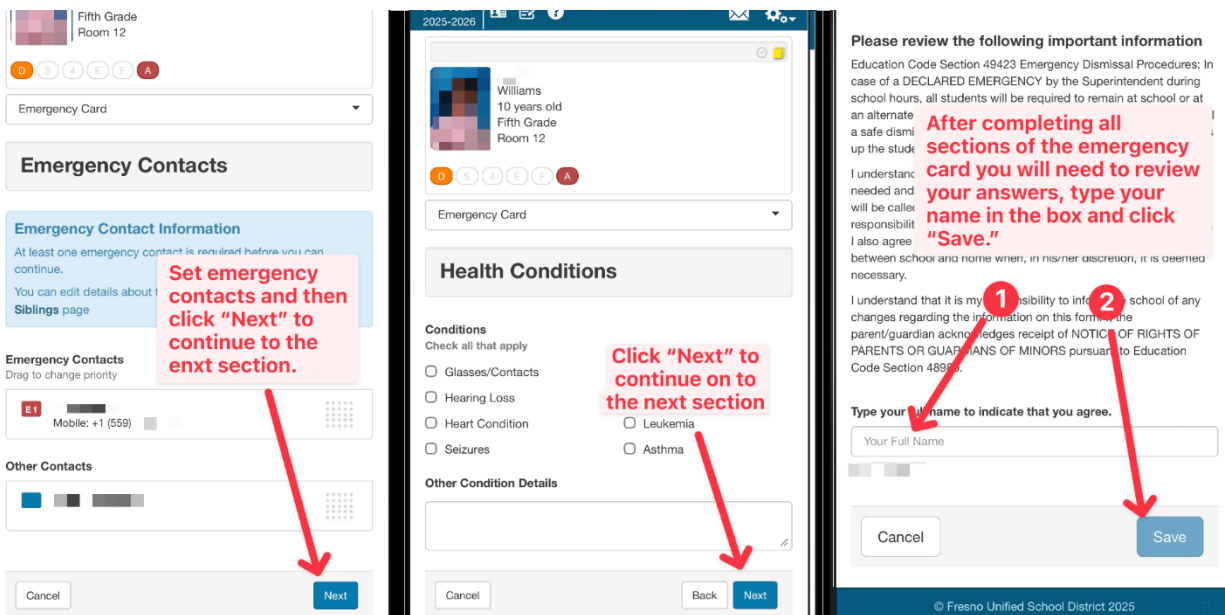 Fifth Grade
Room 12
D S 4 E F A
Emergency Card
Emergency Contacts
Emergency Contact Information
At least one emergency contact is required before you can
continue.
You can edit details about
Siblings page
Set emergency
contacts and then
click “Next” to
continue to the
enxt section.
Emergency Contacts
Drag to change priority
E1
Mobile: +1 (559)
Other Contacts
Cancel
Next
2025-2026
Williams
10 years old
Fifth Grade
Room 12
D S 4 E F A
Emergency Card
Health Conditions
Conditions
Check all that apply
Glasses/Contacts
Hearing Loss
Heart Condition
Leukemia
Seizures
Asthma
Click “Next” to
continue on to
the next section
Other Condition Details
Cancel
Back
Next
Please review the following important information
Education Code Section 49423 Emergency Dismissal Procedures: In
case of a DECLARED EMERGENCY by the Superintendent during
school hours, all students will be required to remain at school or at
an alternate
a safe
up the
I
needed and
will be
I also agree
between school and home when, in his/her discretion, it is deemed
necessary.
After completing all
sections of the emergency
card you will need to review
your answers, type your
name in the box and click
“Save.”
I understand that it is my school of any
changes regarding the information on this form. the
parent/guardian acknowledges receipt of NOTICE OF RIGHTS OF
PARENTS OR GUARDIANS OF MINORS pursuant to Education
Code Section
1
2
Type your full name to indicate that you agree.
Your Full Name
Cancel
Save
© Fresno Unified School District 2025